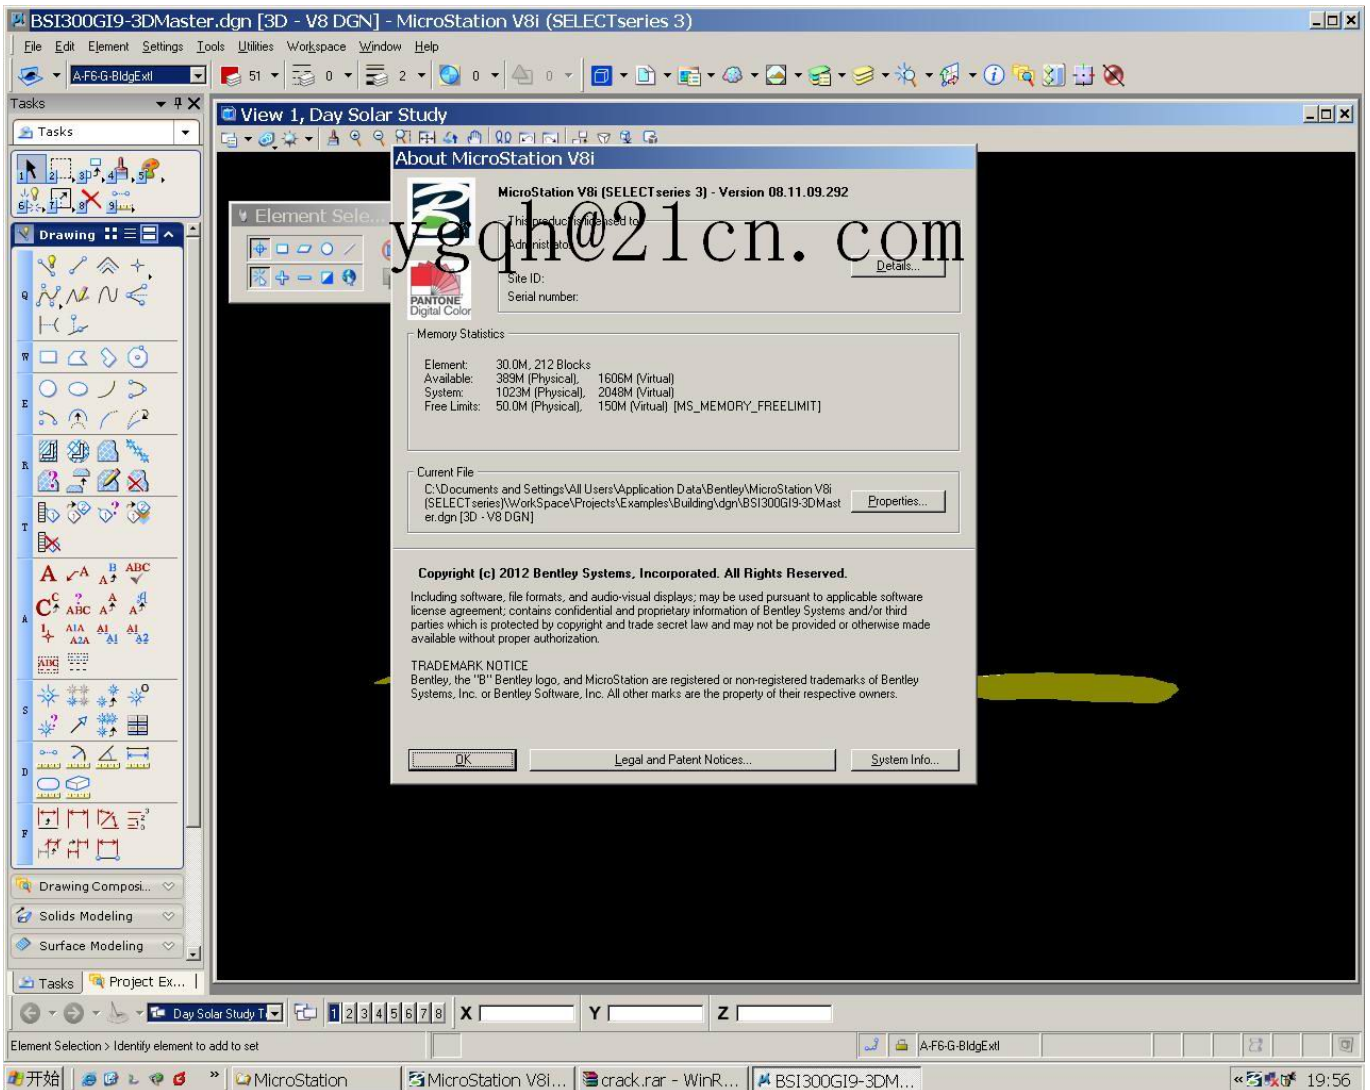 BSI300GI9-3DMaster.dgn [3D - V8 DGN] - MicroStation V8i (SELECTseries 3)
File Edit Element Settings Tools Utilities Workspace Window Help
A-F6-G-BldgExtl 51 0 2 0 0
Tasks
Tasks
View 1, Day Solar Study
About MicroStation V8i
MicroStation V8i (SELECTseries 3) - Version 08.11.09.292
This product is licensed to
Administrator
Site ID:
Serial number:
Details...
ygqh@21cn.com
PANTONE
Digital Color
Element Sele...
Drawing
Memory Statistics
Element: 30.0M, 212 Blocks
Available: 389M (Physical), 1606M (Virtual)
System: 1023M (Physical), 2048M (Virtual)
Free Limits: 50.0M (Physical), 150M (Virtual) [MS_MEMORY_FREELIMIT]
Current File
C:\Documents and Settings\All Users\Application Data\Bentley\MicroStation V8i
(SELECTseries)\WorkSpace\Projects\Examples\Building\dgn\BSI300GI9-3DMast
er.dgn [3D - V8 DGN]
Properties...
Copyright (c) 2012 Bentley Systems, Incorporated. All Rights Reserved.
Including software, file formats, and audio-visual displays; may be used pursuant to applicable software
license agreement; contains confidential and proprietary information of Bentley Systems and/or third
parties which is protected by copyright and trade secret law and may not be provided or otherwise made
available without proper authorization.
TRADEMARK NOTICE
Bentley, the "B" Bentley logo, and MicroStation are registered or non-registered trademarks of Bentley
Systems, Inc. or Bentley Software, Inc. All other marks are the property of their respective owners.
OK
Legal and Patent Notices...
System Info...
Drawing Composi...
Solids Modeling
Surface Modeling
Tasks Project Ex...
Day Solar Study T 1 2 3 4 5 6 7 8 X Y Z
Element Selection > Identify element to add to set
A-F6-G-BldgExtl
开始 MicroStation MicroStation V8i... crack.rar - WinR... BSI300GI9-3DM... 19:56